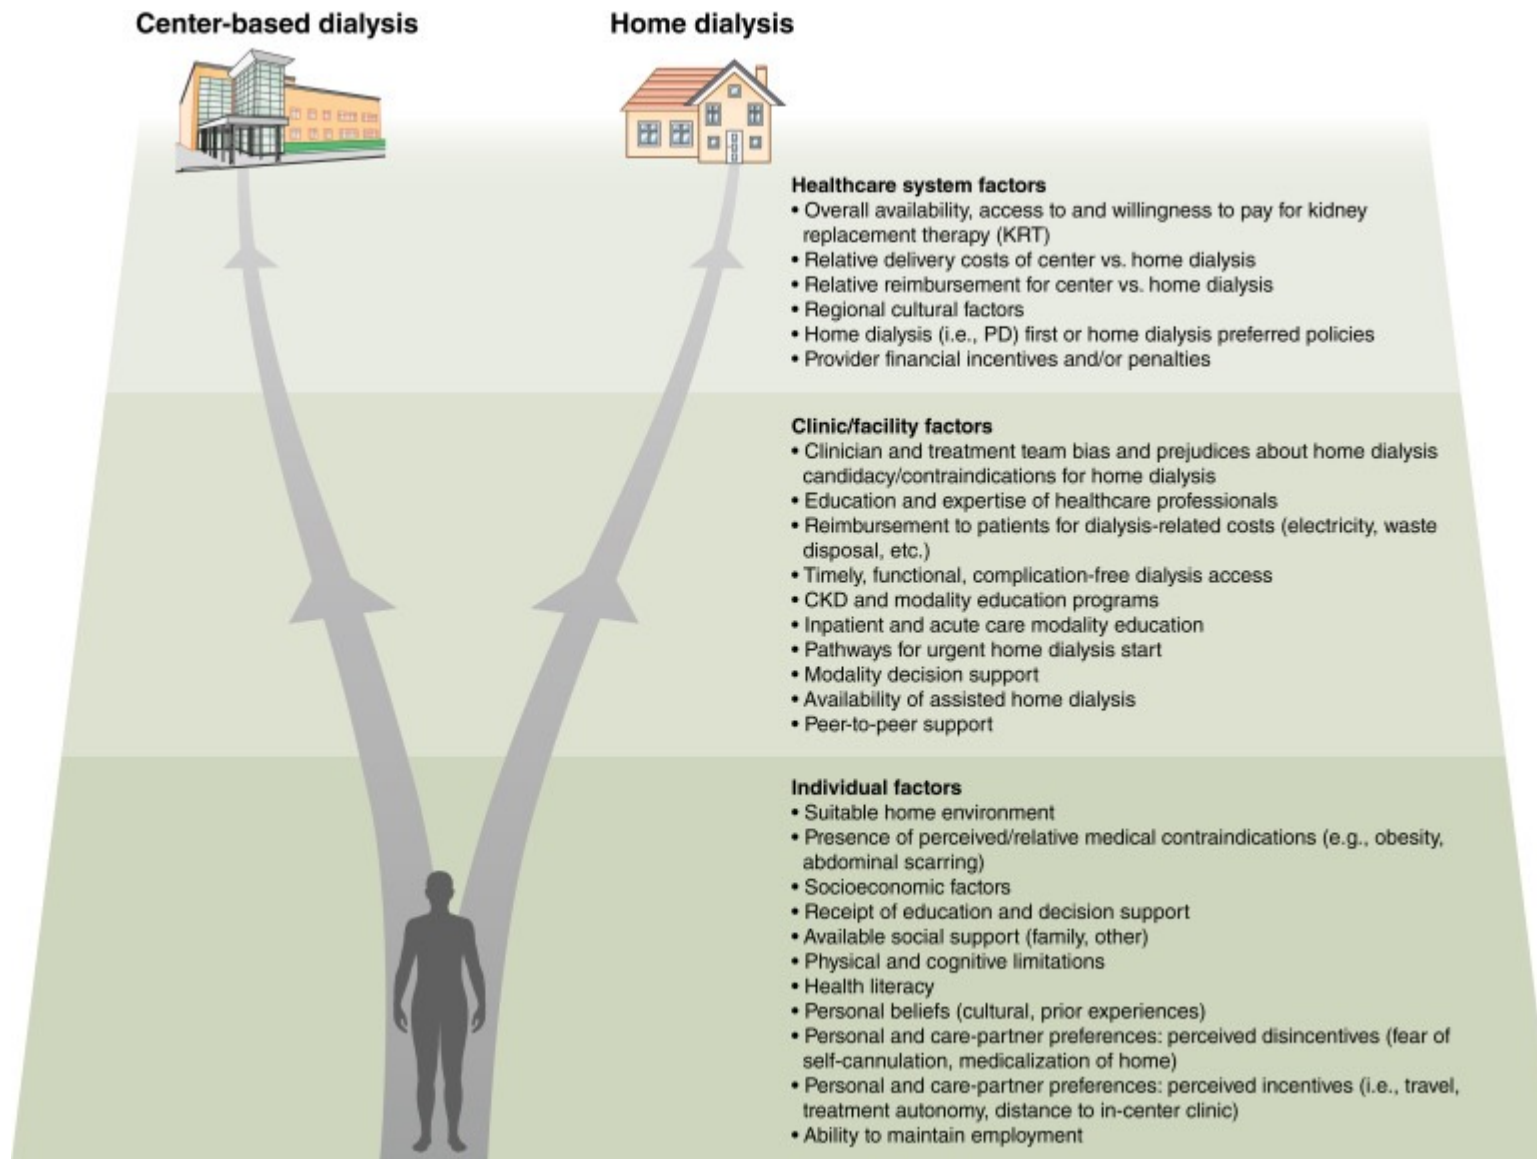 Center-based dialysis
Home dialysis
Healthcare system factors
• Overall availability, access to and willingness to pay for kidney
replacement therapy (KRT)
• Relative delivery costs of center vs. home dialysis
• Relative reimbursement for center vs. home dialysis
• Regional cultural factors
• Home dialysis (i.e., PD) first or home dialysis preferred policies
• Provider financial incentives and/or penalties
Clinic/facility factors
• Clinician and treatment team bias and prejudices about home dialysis
candidacy/contraindications for home dialysis
• Education and expertise of healthcare professionals
• Reimbursement to patients for dialysis-related costs (electricity, waste
disposal, etc.)
• Timely, functional, complication-free dialysis access
• CKD and modality education programs
• Inpatient and acute care modality education
• Pathways for urgent home dialysis start
• Modality decision support
• Availability of assisted home dialysis
• Peer-to-peer support
Individual factors
• Suitable home environment
• Presence of perceived/relative medical contraindications (e.g., obesity,
abdominal scarring)
• Socioeconomic factors
• Receipt of education and decision support
• Available social support (family, other)
• Physical and cognitive limitations
• Health literacy
• Personal beliefs (cultural, prior experiences)
• Personal and care-partner preferences: perceived disincentives (fear of
self-cannulation, medicalization of home)
• Personal and care-partner preferences: perceived incentives (i.e., travel,
treatment autonomy, distance to in-center clinic)
• Ability to maintain employment